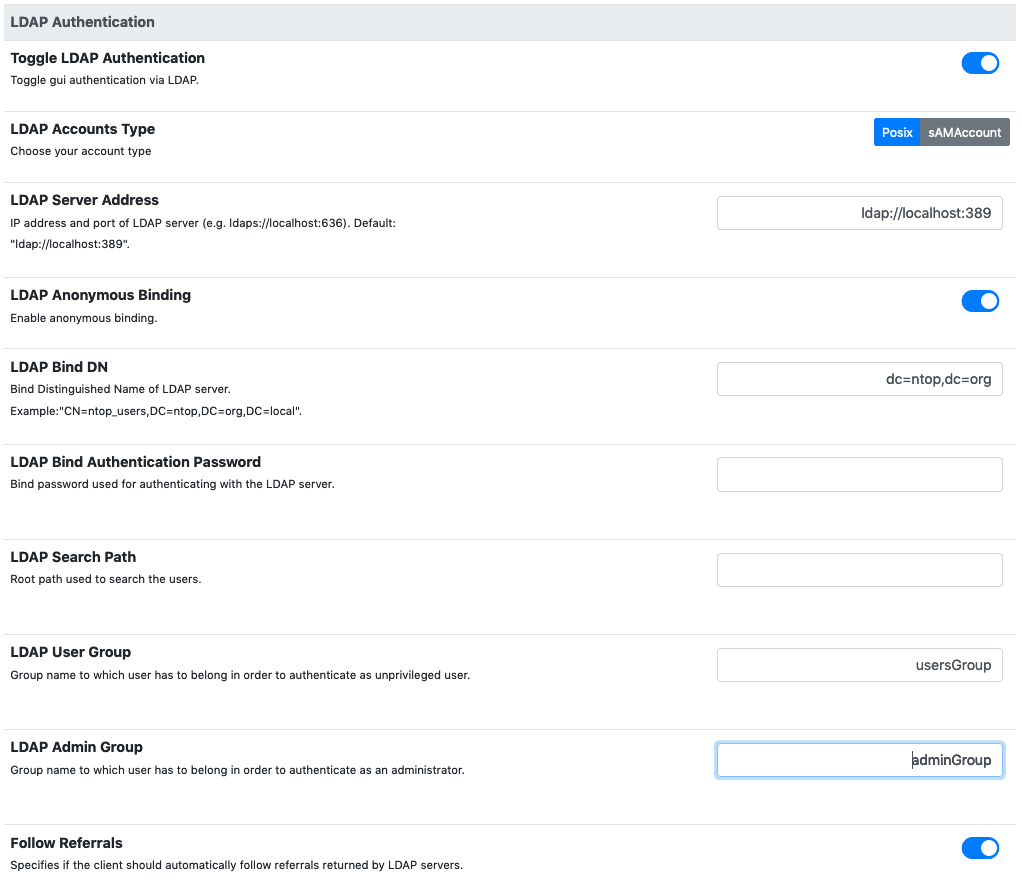 LDAP Authentication
Toggle LDAP Authentication
Toggle gui authentication via LDAP.
LDAP Accounts Type
Choose your account type
Posix sAMAccount
LDAP Server Address
IP address and port of LDAP server (e.g. ldaps://localhost:636). Default:
"ldap://localhost:389".
ldap://localhost:389
LDAP Anonymous Binding
Enable anonymous binding.
LDAP Bind DN
Bind Distinguished Name of LDAP server.
Example:"CN=ntop_users,DC=ntop,DC=org,DC=local".
dc=ntop,dc=org
LDAP Bind Authentication Password
Bind password used for authenticating with the LDAP server.
LDAP Search Path
Root path used to search the users.
LDAP User Group
Group name to which user has to belong in order to authenticate as unprivileged user.
usersGroup
LDAP Admin Group
Group name to which user has to belong in order to authenticate as an administrator.
adminGroup
Follow Referrals
Specifies if the client should automatically follow referrals returned by LDAP servers.